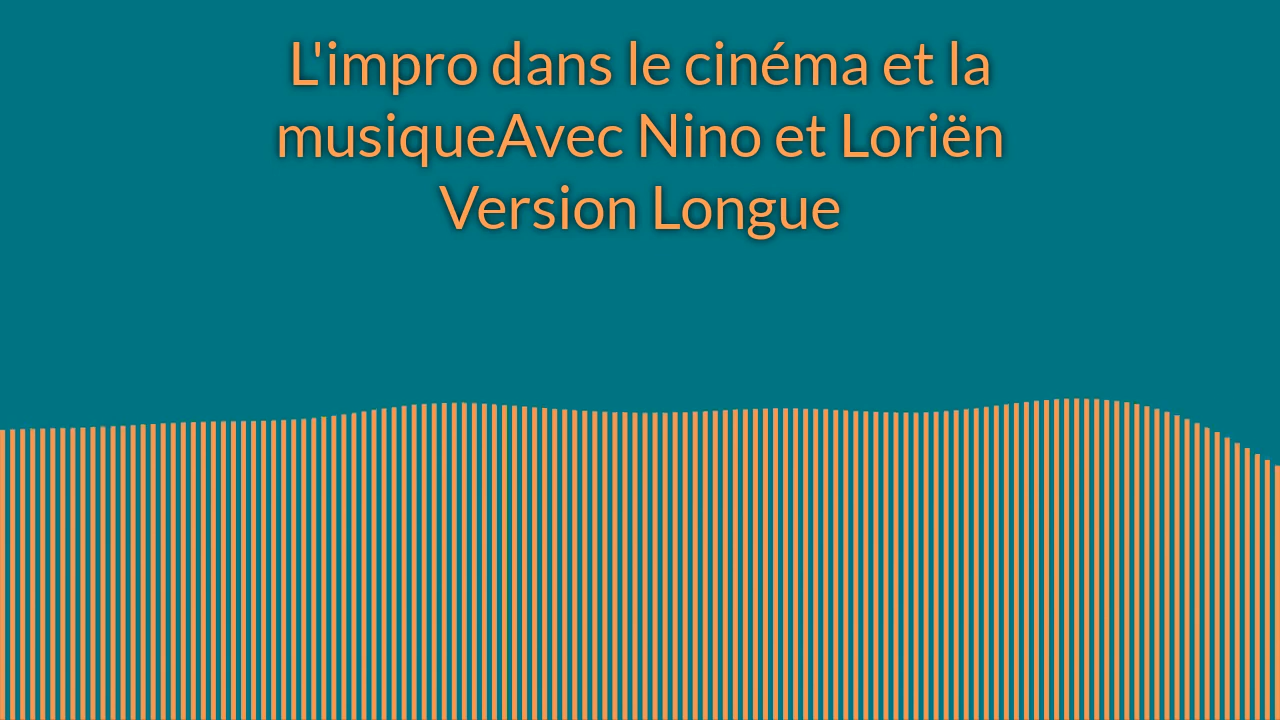 L'impro dans le cinéma et la
musiqueAvec Nino et Loriën
Version Longue